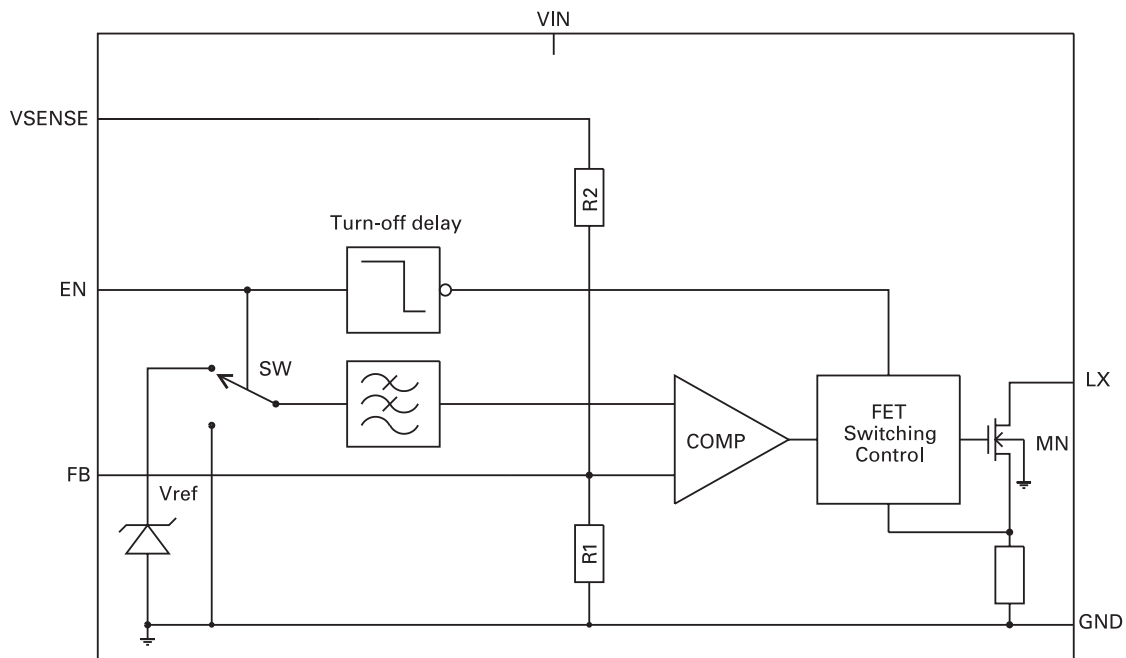 VIN
VSENSE
R2
Turn-off delay
EN
SW
LX
FET
Switching
Control
COMP
MN
FB
Vref
R1
GND